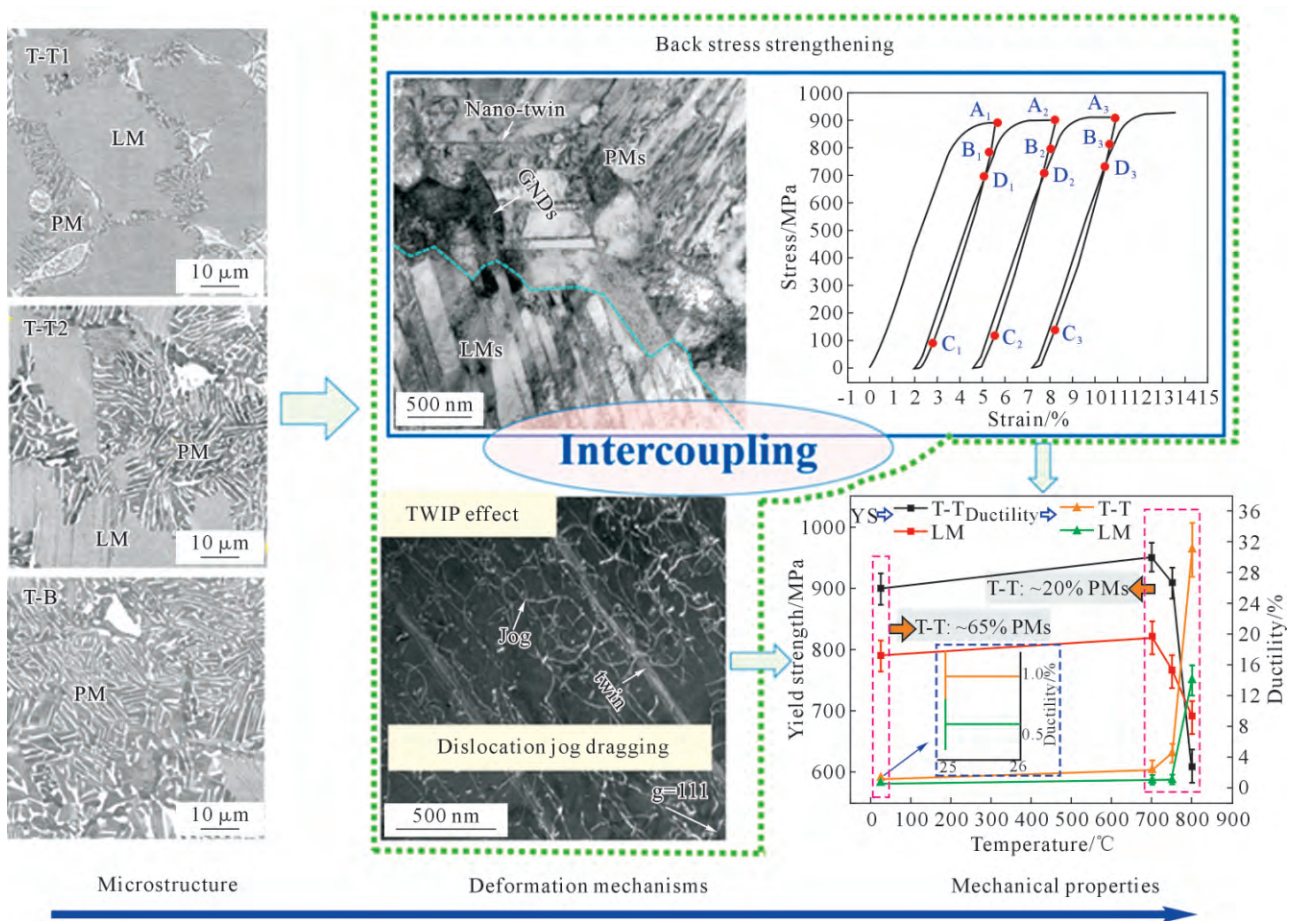 T-T1
LM
PM
10 μm
T-T2
PM
LM
10 μm
T-B
PM
10 μm
Back stress strengthening
Nano-twin
PMs
GNDs
LMs
500 nm
1000
900
800
700
600
500
400
300
200
100
0
Stress/MPa
A1
A2
A3
B1
B2
B3
D1
D2
D3
C1
C2
C3
-1 0 1 2 3 4 5 6 7 8 9 10 11 12 13 14 15
Strain/%
Intercoupling
TWIP effect
Jog
twin
Dislocation jog dragging
g=111
500 nm
YS T-T Ductility T-T
LM LM
1000
900
800
700
600
Yield strength/MPa
T-T: ~20% PMs
T-T: ~65% PMs
1.0
0.5
Ductility/%
25 26
36
32
28
24
20
16
12
8
4
0
Ductility/%
0 100 200 300 400 500 600 700 800 900
Temperature/℃
Microstructure
Deformation mechanisms
Mechanical properties